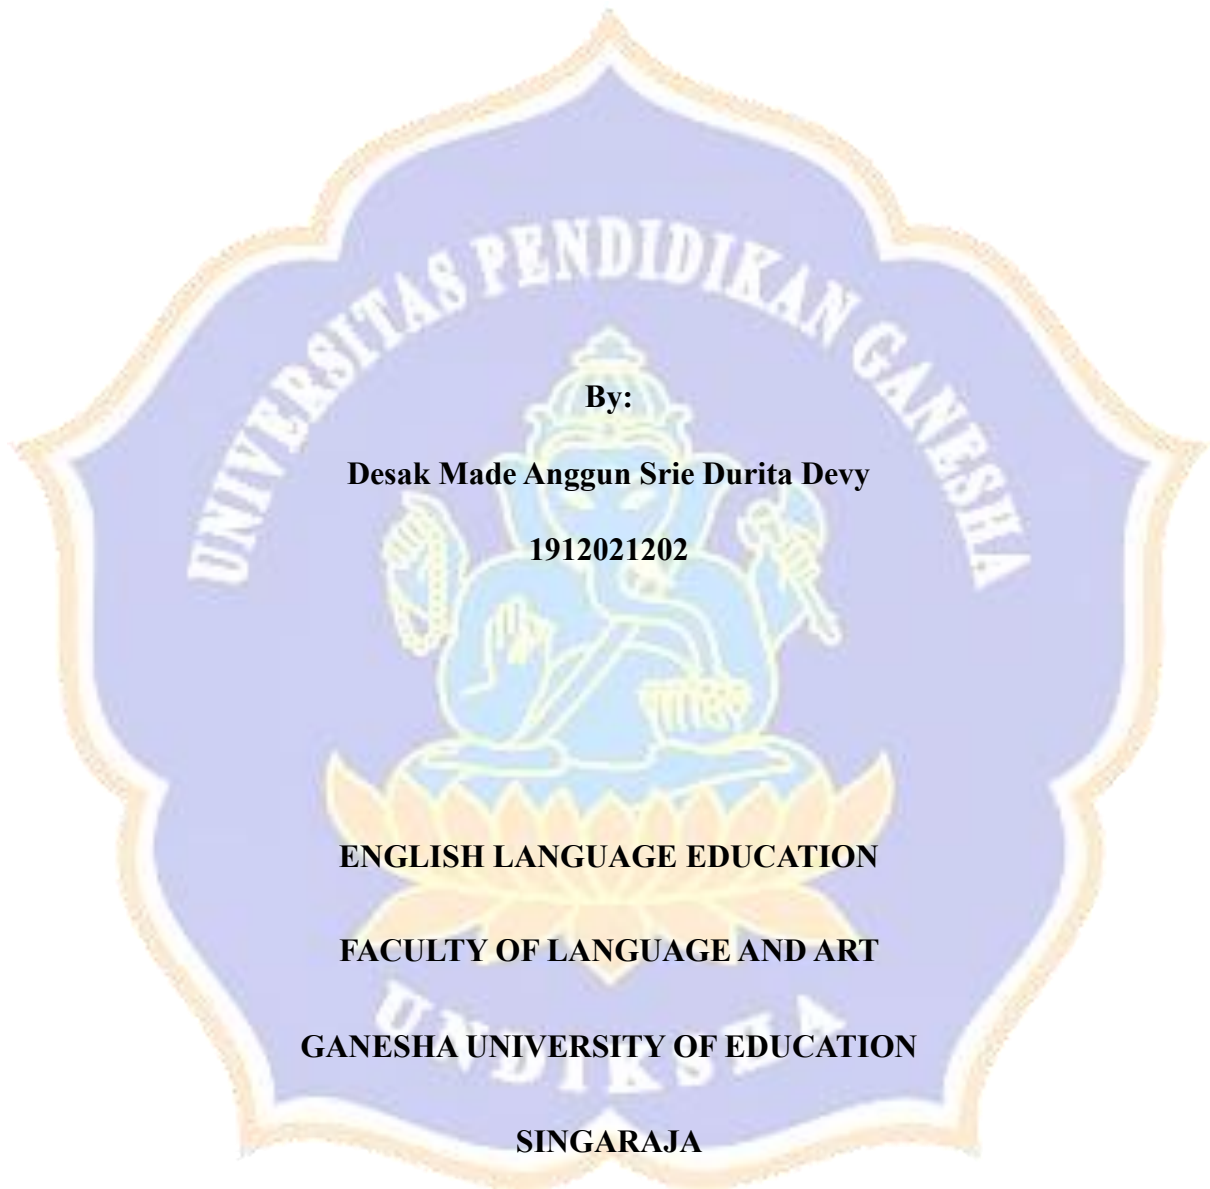 UNIVERSITAS PENDIDIKAN GANESHA
By:
Desak Made Anggun Srie Durita Devy
1912021202
ENGLISH LANGUAGE EDUCATION
FACULTY OF LANGUAGE AND ART
UNDIKSHA
GANESHA UNIVERSITY OF EDUCATION
SINGARAJA